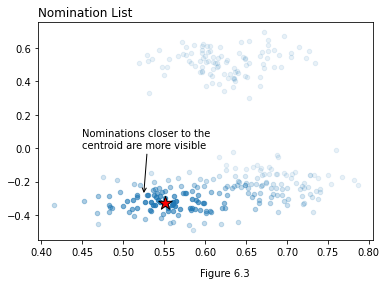 Nomination List
0.6
0.4
0.2
0.0
−0.2
−0.4
Nominations closer to the
centroid are more visible
0.40 0.45 0.50 0.55 0.60 0.65 0.70 0.75 0.80
Figure 6.3